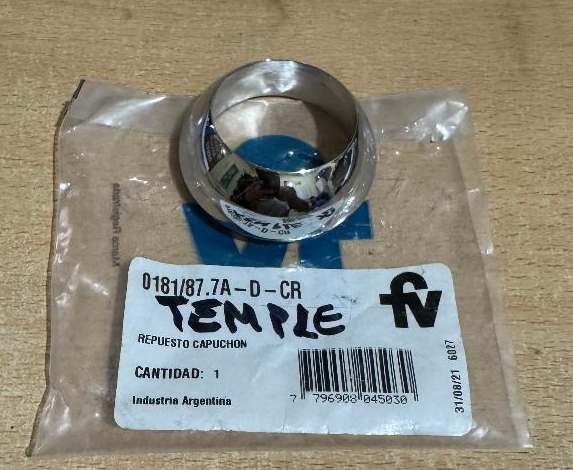 0181/87.7A-D-CR
TEMPLE
fv
REPUESTO CAPUCHON
CANTIDAD: 1
Industria Argentina
7 796908 045030
31/08/21 6027